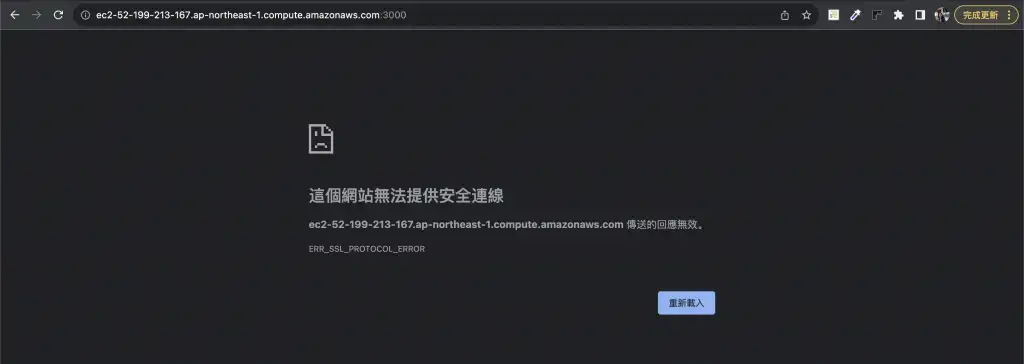 ec2-52-199-213-167.ap-northeast-1.compute.amazonaws.com:3000
完成更新
這個網站無法提供安全連線
ec2-52-199-213-167.ap-northeast-1.compute.amazonaws.com 傳送的回應無效。
ERR_SSL_PROTOCOL_ERROR
重新載入